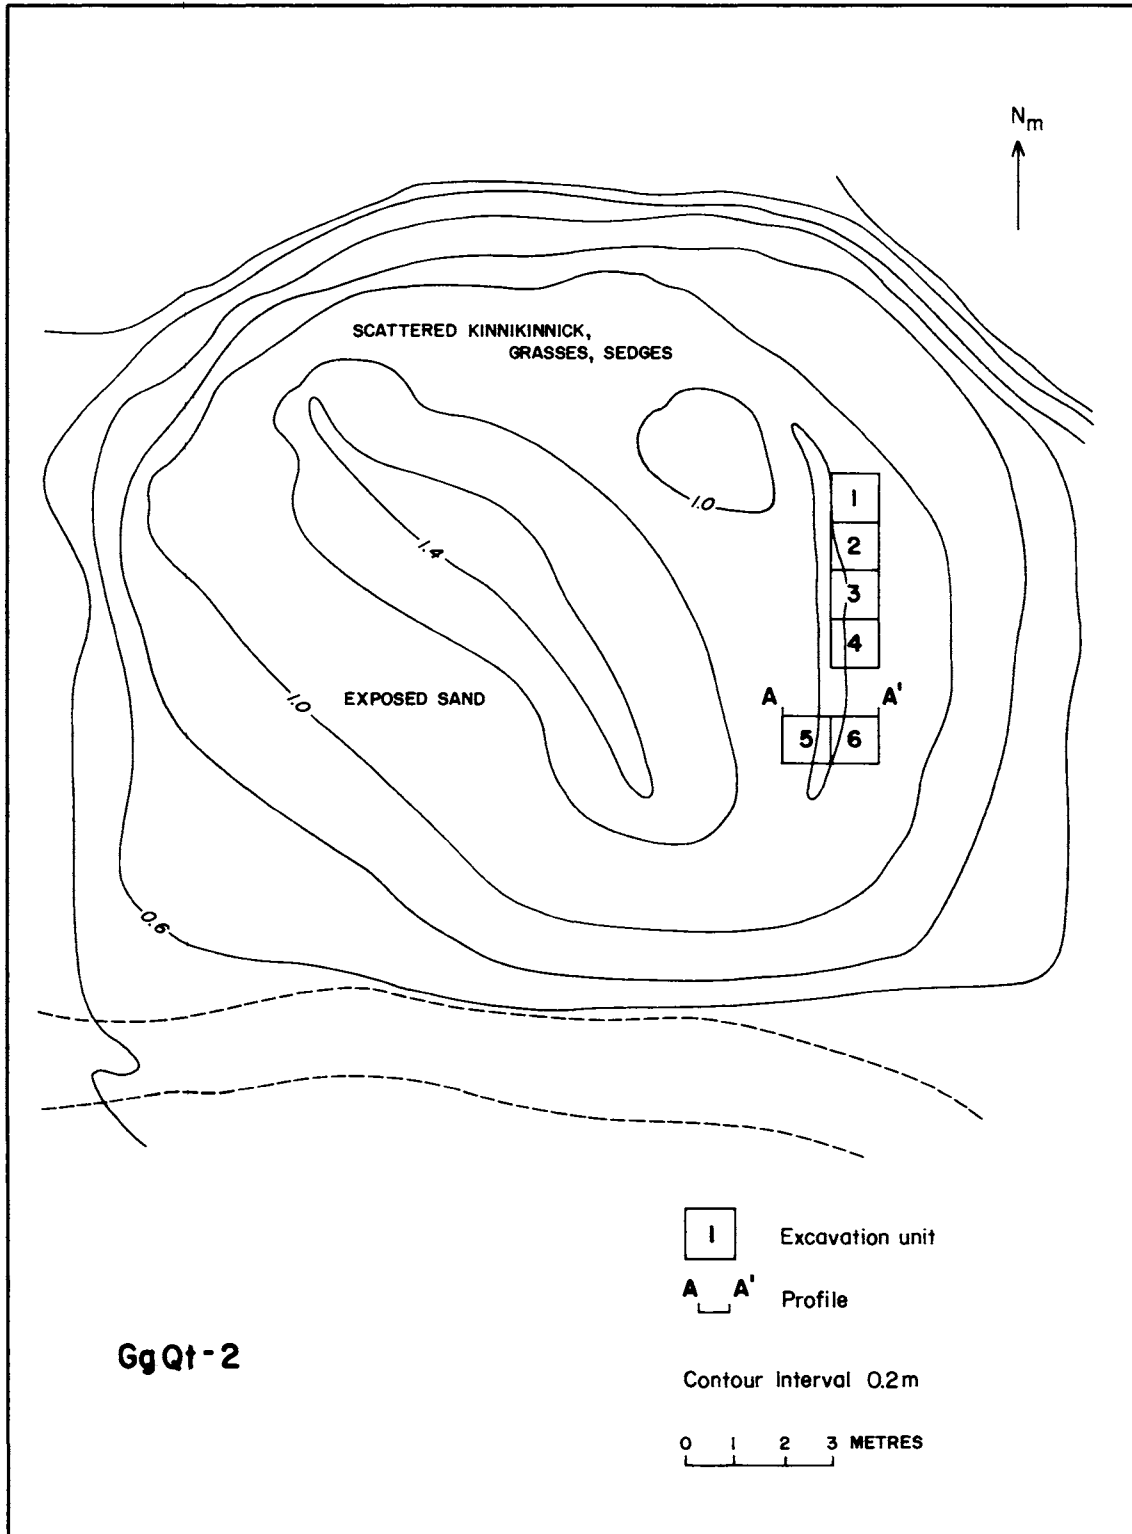 Nm
SCATTERED KINNIKINNICK,
GRASSES, SEDGES
1.0
1
2
1.4
3
4
1.0
EXPOSED SAND
A A'
5 6
0.6
1 Excavation unit
A A' Profile
GgQt-2
Contour Interval 0.2m
0 1 2 3 METRES